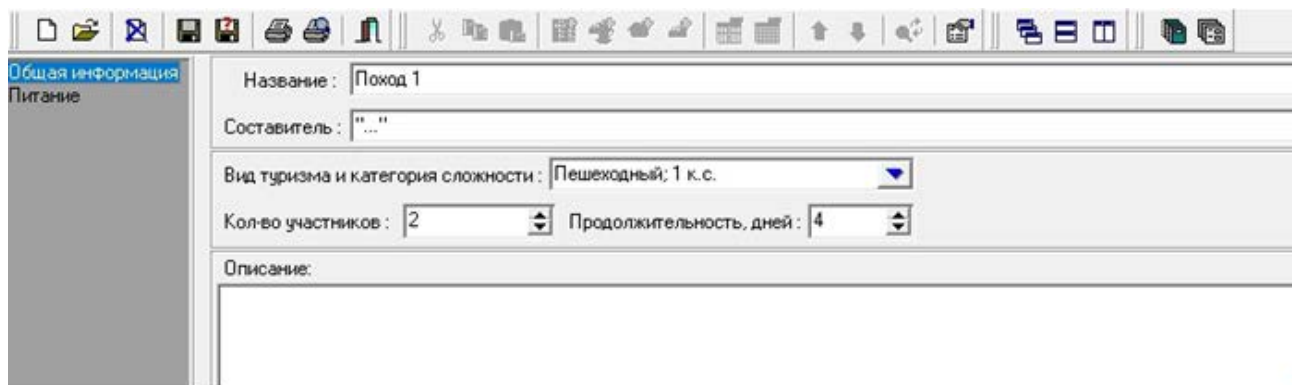 Общая информация
Питание
Название : Поход 1
Составитель : "..."
Вид туризма и категория сложности : Пешеходный; 1 к.с.
Кол-во участников : 2 Продолжительность, дней : 4
Описание: